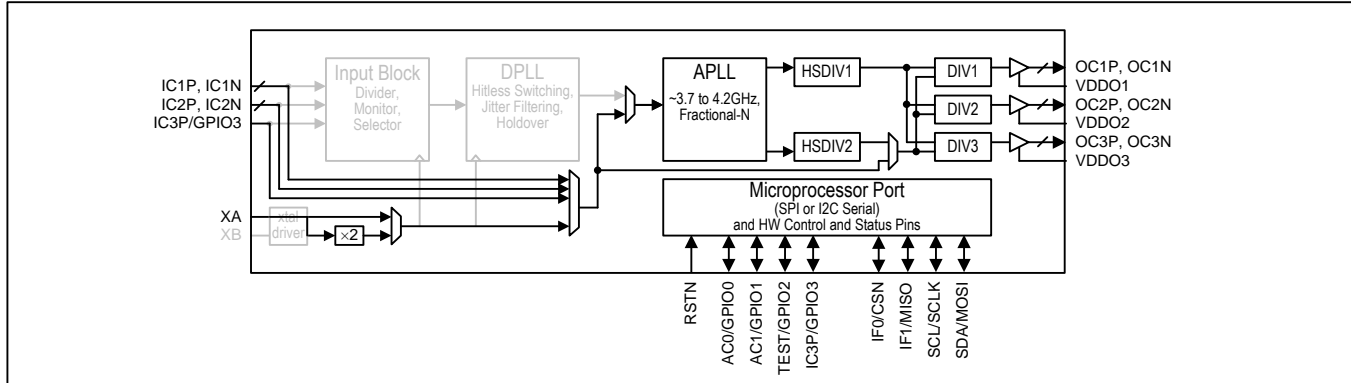 IC1P, IC1N
IC2P, IC2N
IC3P/GPIO3
XA
XB
Input Block
Divider,
Monitor,
Selector
DPLL
Hitless Switching,
Jitter Filtering,
Holdover
xtal
driver
×2
APLL
~3.7 to 4.2GHz,
Fractional-N
HSDIV1
HSDIV2
DIV1
DIV2
DIV3
OC1P, OC1N
VDDO1
OC2P, OC2N
VDDO2
OC3P, OC3N
VDDO3
Microprocessor Port
(SPI or I2C Serial)
and HW Control and Status Pins
RSTN
AC0/GPIO0
AC1/GPIO1
TEST/GPIO2
IC3P/GPIO3
IF0/CSN
IF1/MISO
SCL/SCLK
SDA/MOSI